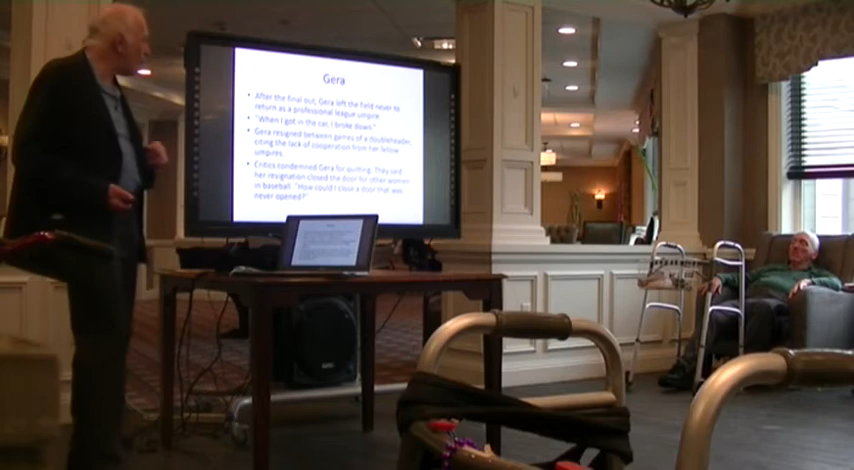 Gera
• After the final out, Gera left the field never to
return as a professional league umpire
• "When I got in the car, I broke down."
• Gera resigned between games of a doubleheader,
citing the lack of cooperation from her fellow
umpires.
• Critics condemned Gera for quitting. They said
her resignation closed the door for other women
in baseball. "How could I close a door that was
never opened?"